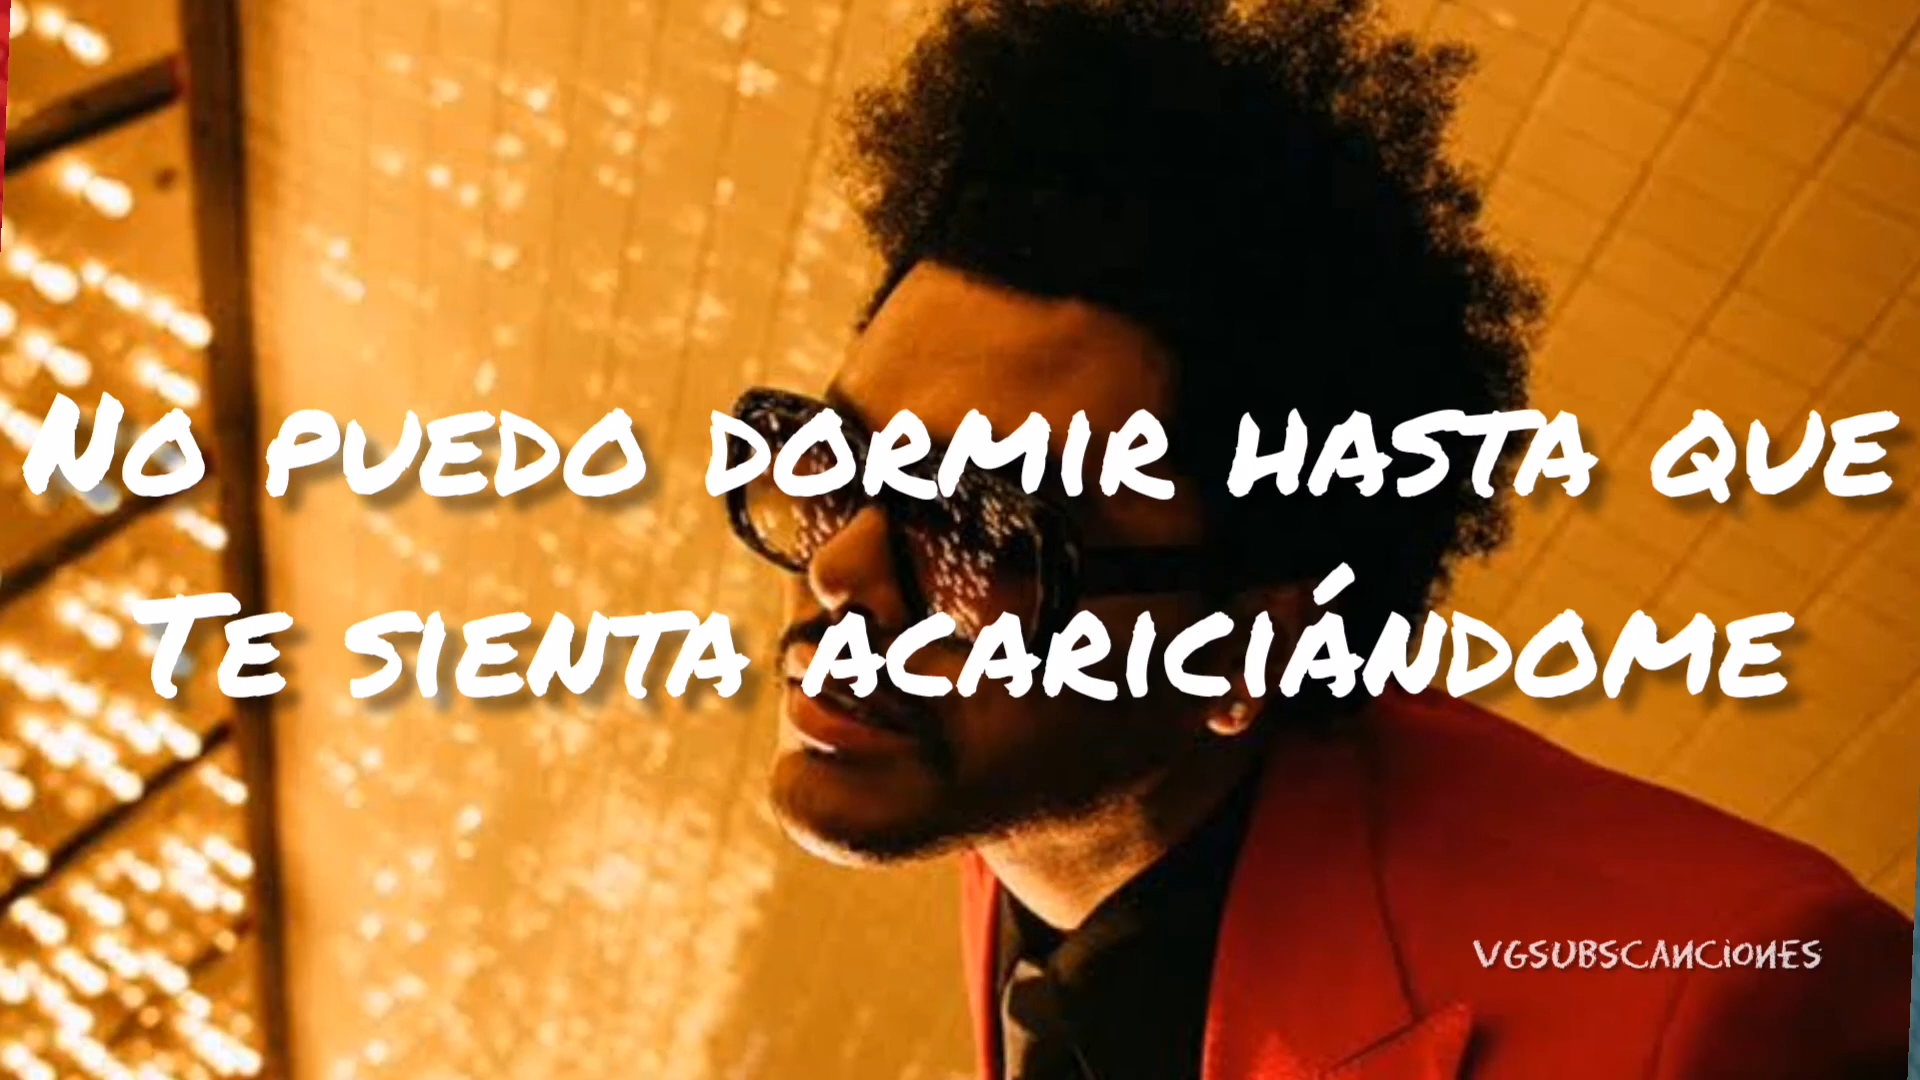 No puedo dormir hasta que
Te sienta acariciándome
VGSUBSCANCIONES